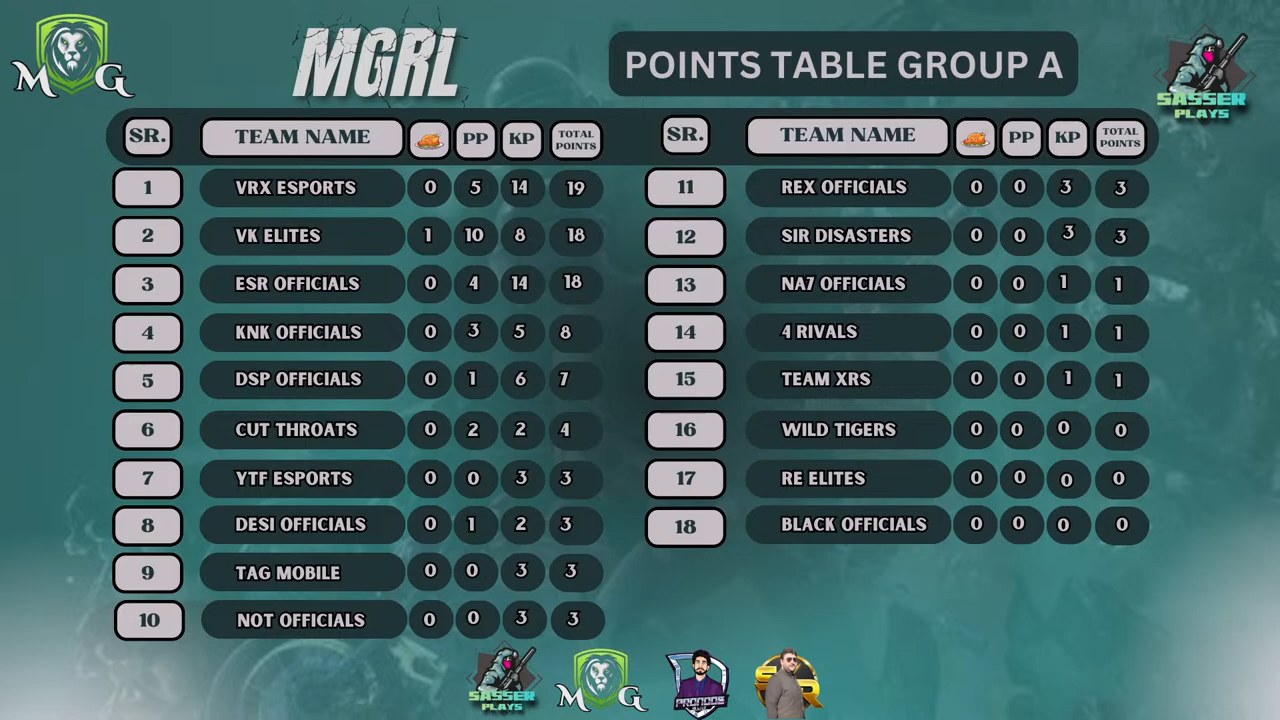 M G
MGRL
POINTS TABLE GROUP A
SASSER
PLAYS
SR. TEAM NAME PP KP TOTAL POINTS
1 VRX ESPORTS 0 5 14 19
2 VK ELITES 1 10 8 18
3 ESR OFFICIALS 0 4 14 18
4 KNK OFFICIALS 0 3 5 8
5 DSP OFFICIALS 0 1 6 7
6 CUT THROATS 0 2 2 4
7 YTF ESPORTS 0 0 3 3
8 DESI OFFICIALS 0 1 2 3
9 TAG MOBILE 0 0 3 3
10 NOT OFFICIALS 0 0 3 3
SR. TEAM NAME PP KP TOTAL POINTS
11 REX OFFICIALS 0 0 3 3
12 SIR DISASTERS 0 0 3 3
13 NA7 OFFICIALS 0 0 1 1
14 4 RIVALS 0 0 1 1
15 TEAM XRS 0 0 1 1
16 WILD TIGERS 0 0 0 0
17 RE ELITES 0 0 0 0
18 BLACK OFFICIALS 0 0 0 0
SASSER
PLAYS
M G